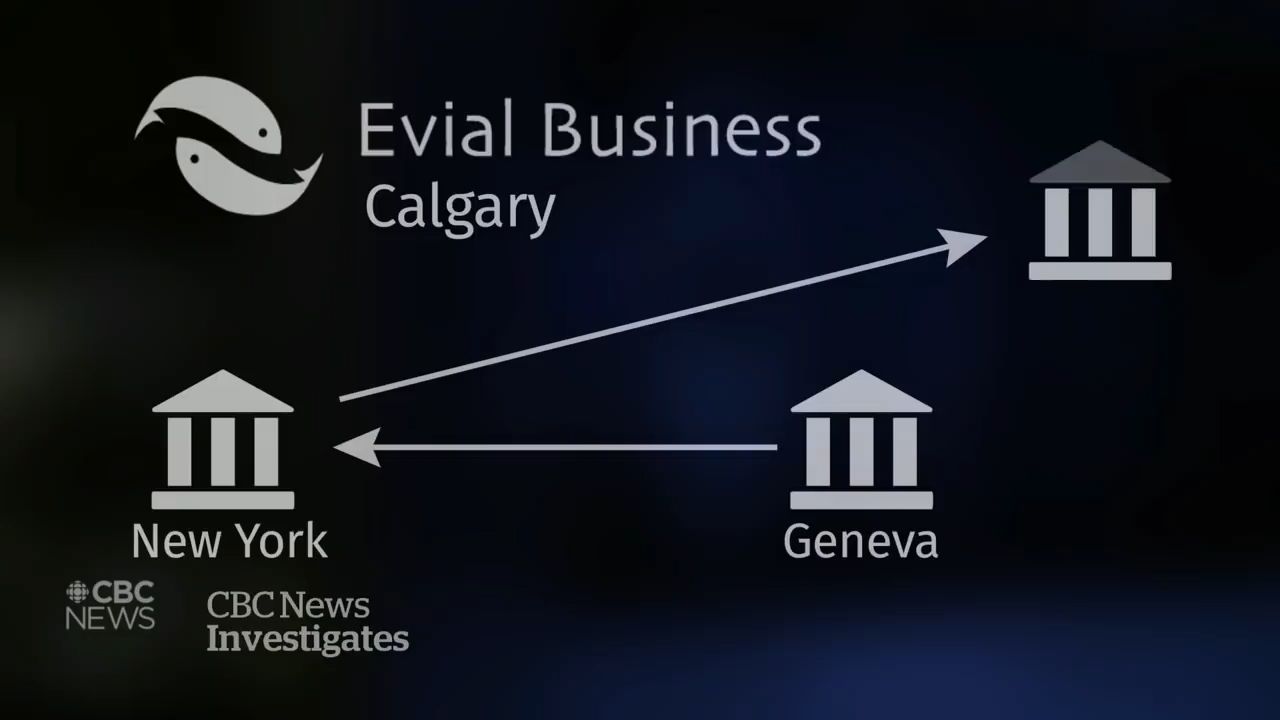 Evial Business
Calgary
New York
Geneva
CBC
NEWS
CBC News
Investigates